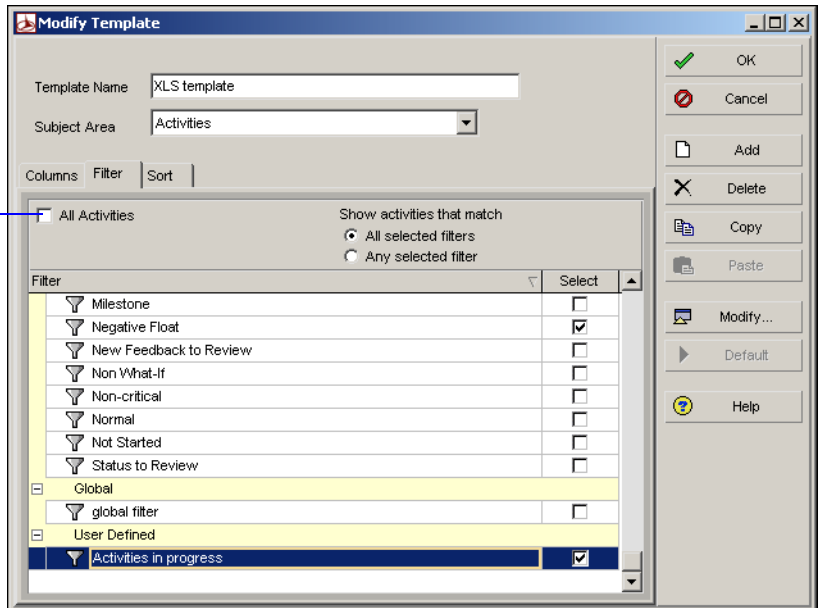 Modify Template
Template Name XLS template
Subject Area Activities
Columns Filter Sort
All Activities
Show activities that match
All selected filters
Any selected filter
Filter Select
Milestone
Negative Float
New Feedback to Review
Non What-If
Non-critical
Normal
Not Started
Status to Review
Global
global filter
User Defined
Activities in progress
OK
Cancel
Add
Delete
Copy
Paste
Modify...
Default
Help